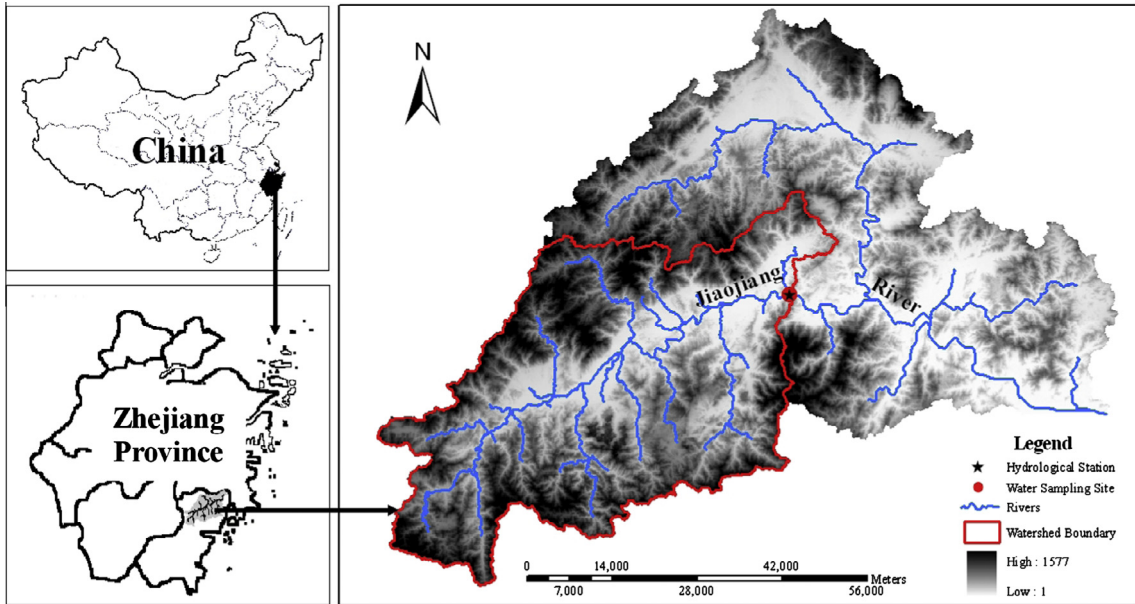 China
Zhejiang
Province
N
Jiaojiang
River
Legend
Hydrological Station
Water Sampling Site
Rivers
Watershed Boundary
High : 1577
Low : 1
0 14,000 42,000
Meters
7,000 28,000 56,000